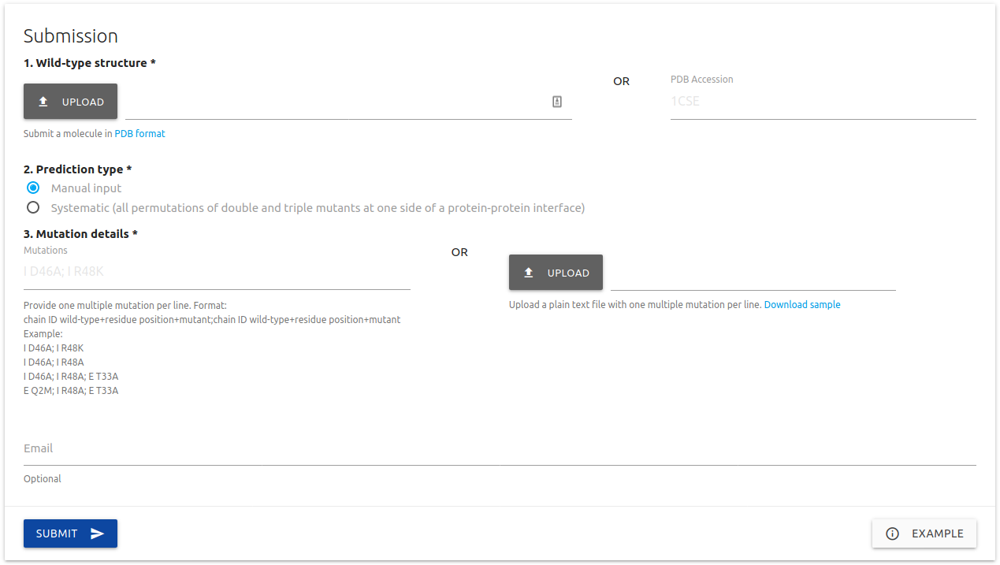 Submission
1. Wild-type structure *
UPLOAD
OR
PDB Accession
1CSE
Submit a molecule in PDB format
2. Prediction type *
Manual input
Systematic (all permutations of double and triple mutants at one side of a protein-protein interface)
3. Mutation details *
Mutations
I D46A; I R48K
OR
UPLOAD
Provide one multiple mutation per line. Format:
chain ID wild-type+residue position+mutant;chain ID wild-type+residue position+mutant
Example:
I D46A; I R48K
I D46A; I R48A
I D46A; I R48A; E T33A
E Q2M; I R48A; E T33A
Upload a plain text file with one multiple mutation per line. Download sample
Email
Optional
SUBMIT
EXAMPLE